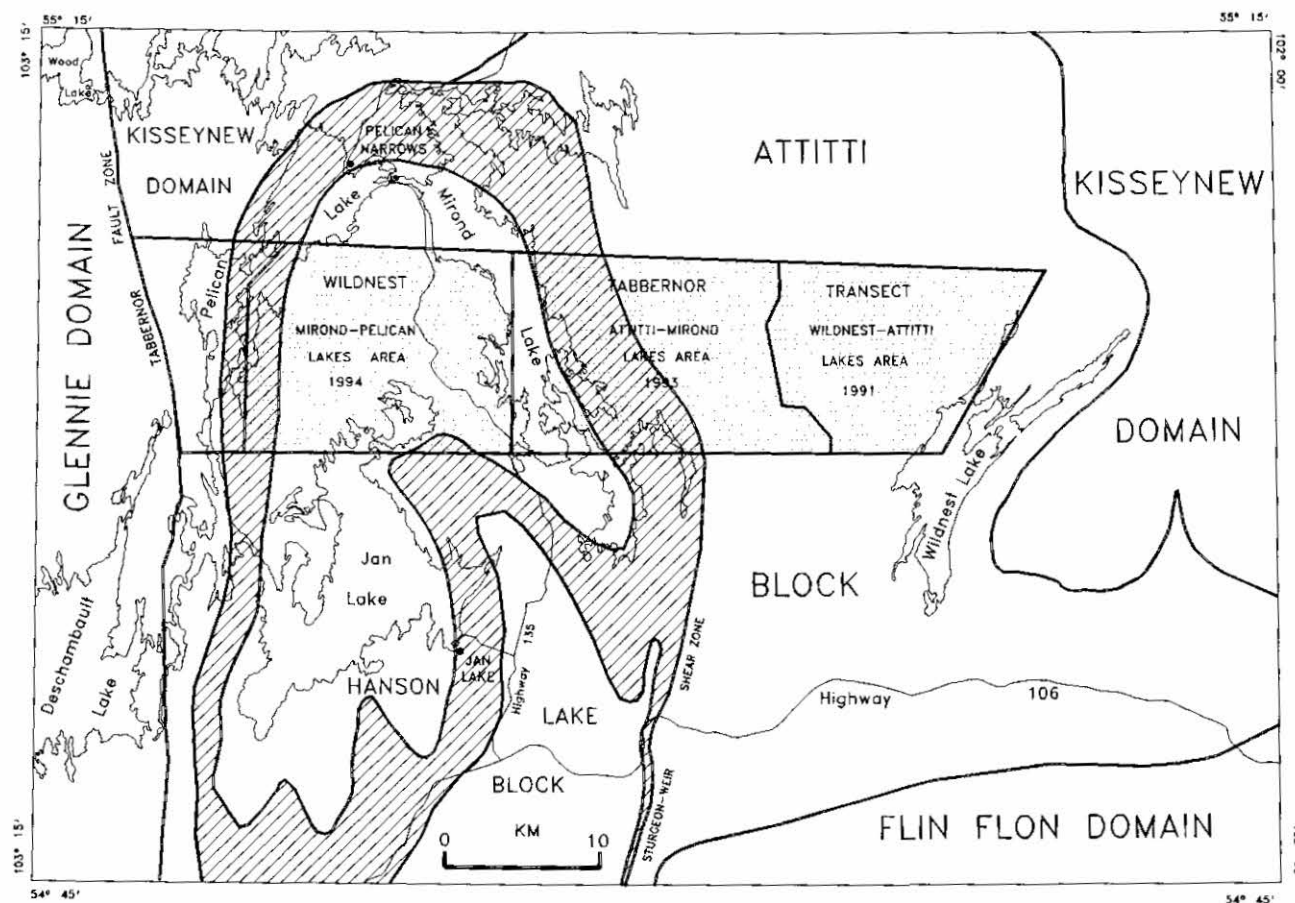 55° 15'
55° 15'
103° 15'
102° 00'
Wood
Lake
KISSEYNEW
DOMAIN
PELICAN
NARROWS
ATTITTI
KISSEYNEW
DOMAIN
Lake
Mirond
Lake
Pelican
FAULT ZONE
TABBERNOR
GLENNIE DOMAIN
WILDNEST
MIROND-PELICAN
LAKES AREA
1994
TABBERNOR
ATTITTI-MIROND
LAKES AREA
1993
TRANSECT
WILDNEST-ATTITTI
LAKES AREA
1991
Wildnest Lake
Deschambault
Lake
Jan
Lake
HANSON
JAN
LAKE
Highway 135
LAKE
BLOCK
BLOCK
SHEAR ZONE
STURGEON-WEIR
Highway 106
FLIN FLON DOMAIN
0 KM 10
103° 15'
54° 45'
54° 45'